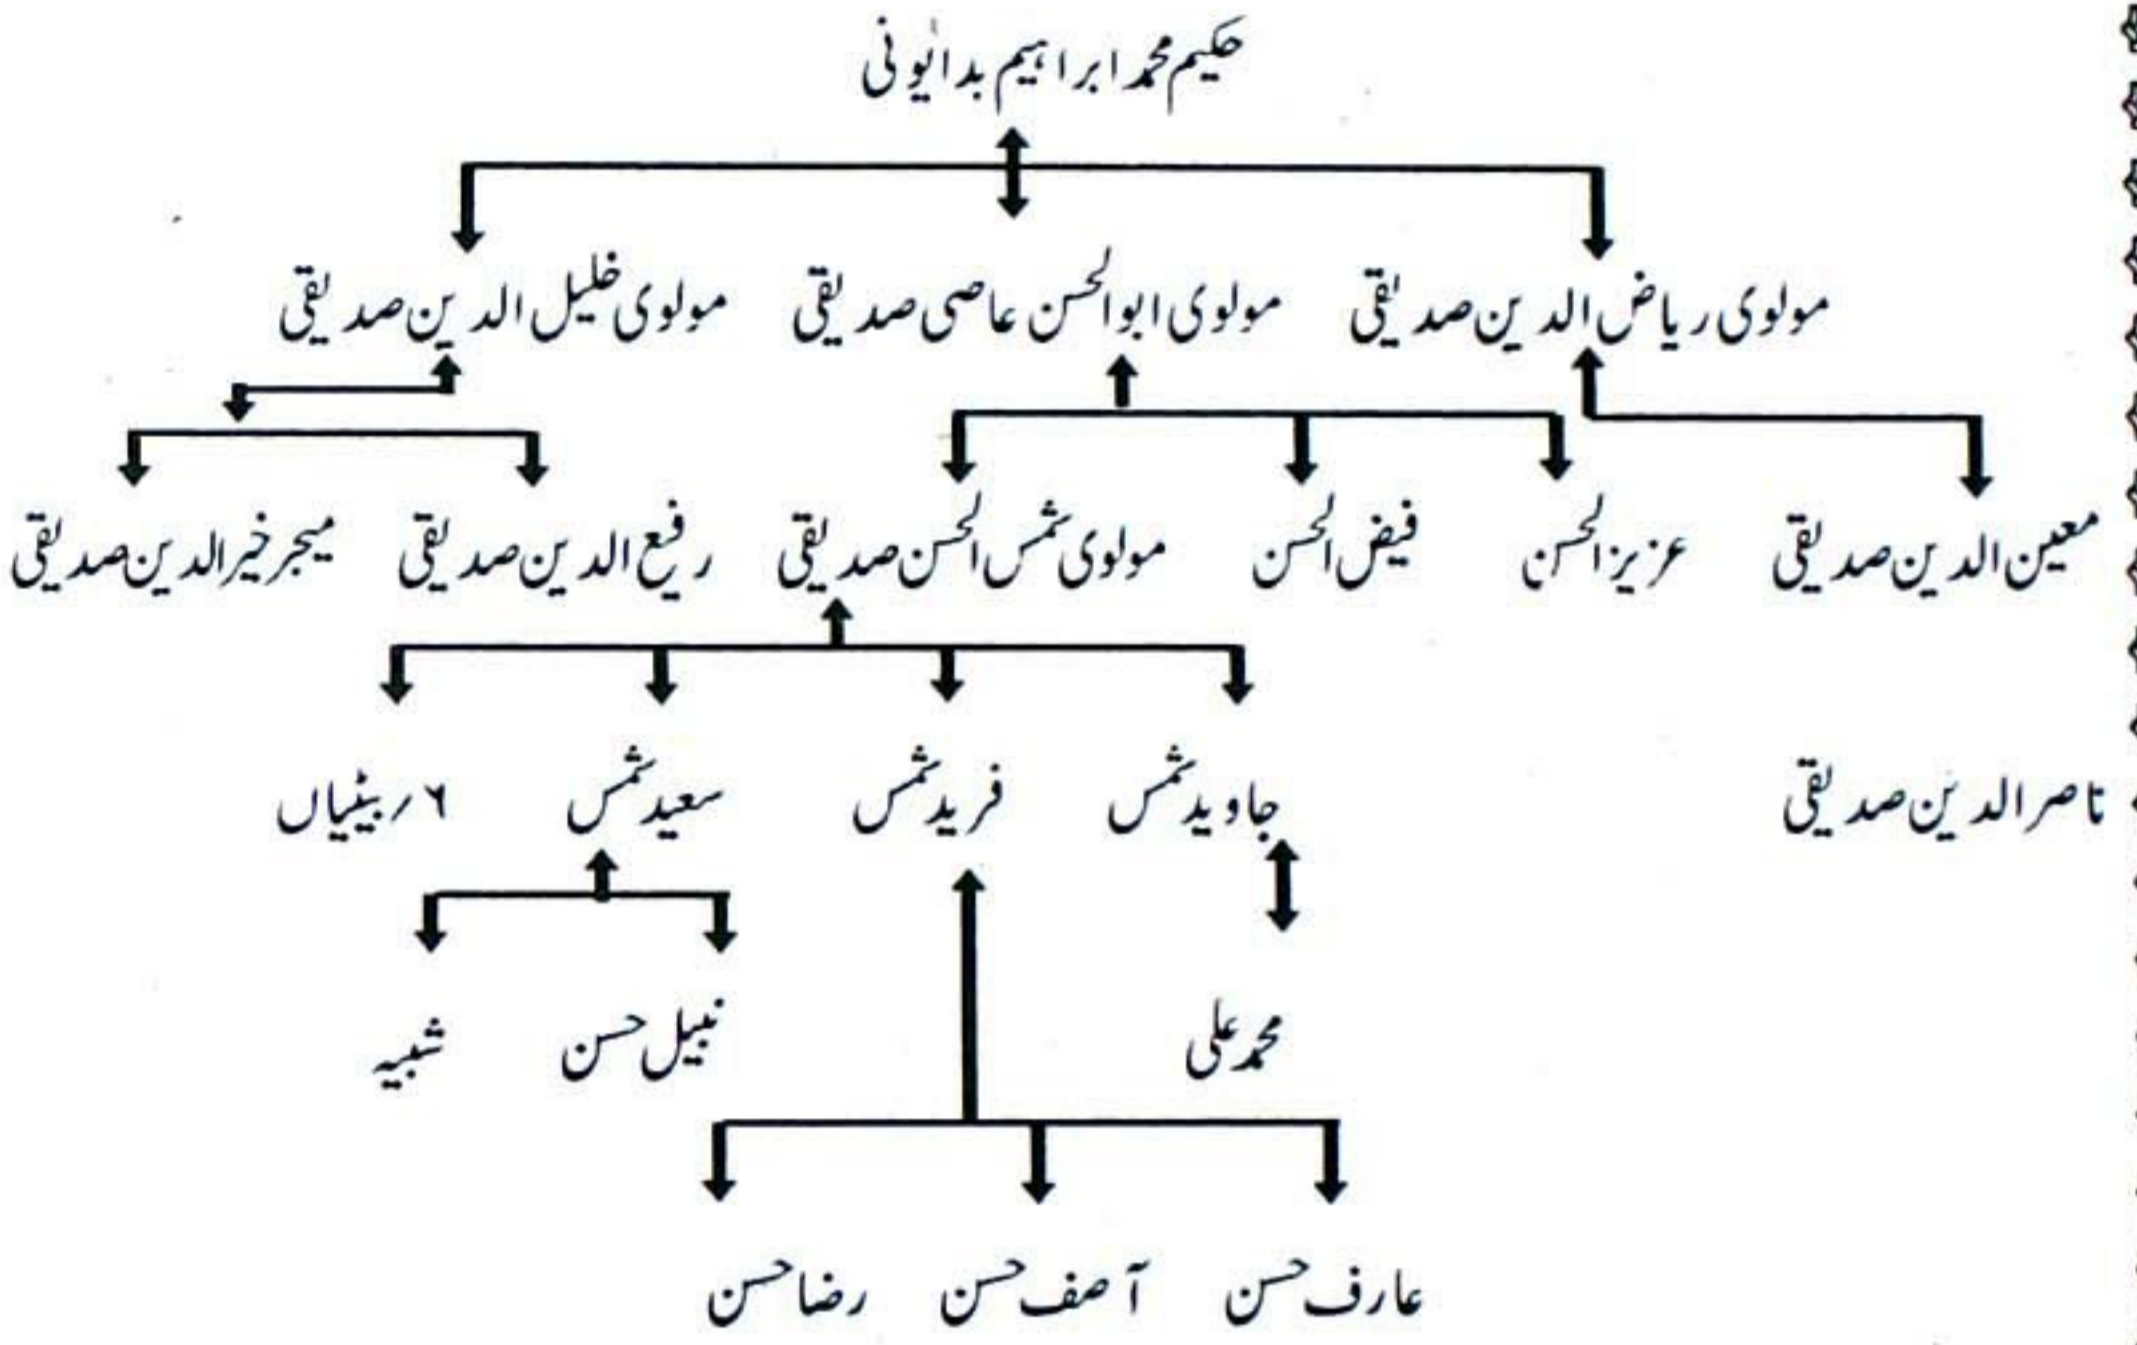 حکیم محمد ابراہیم بدایونی
مولوی ریاض الدین صدیقی مولوی ابوالحسن عاصی صدیقی مولوی خلیل الدین صدیقی
معین الدین صدیقی عزیز الحسن فیض الحسن مولوی شمس الحسن صدیقی رفیع الدین صدیقی میجر خیر الدین صدیقی
ناصر الدین صدیقی جاوید شمس فرید شمس سعید شمس ۶؍بیٹیاں
محمد علی نبیل حسن شبیہ
عارف حسن آصف حسن رضا حسن